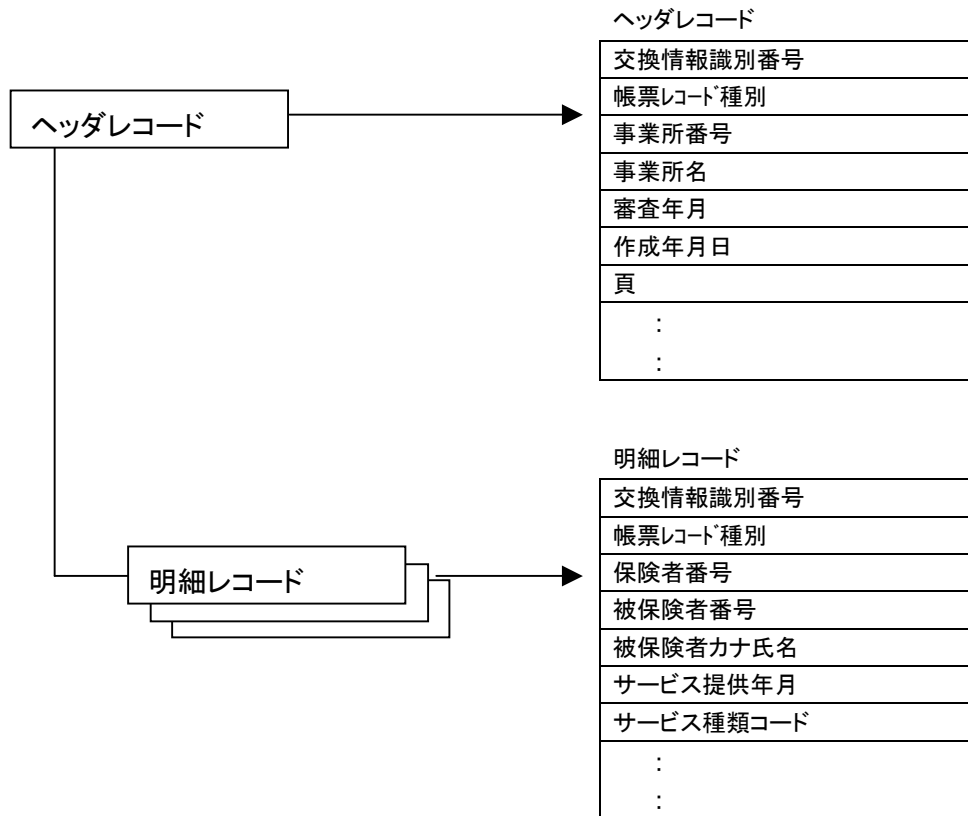 ヘッダレコード
ヘッダレコード
交換情報識別番号
帳票ﾚｺｰﾄﾞ種別
事業所番号
事業所名
審査年月
作成年月日
頁
:
:
明細レコード
明細レコード
交換情報識別番号
帳票ﾚｺｰﾄﾞ種別
保険者番号
被保険者番号
被保険者カナ氏名
サービス提供年月
サービス種類コード
:
: